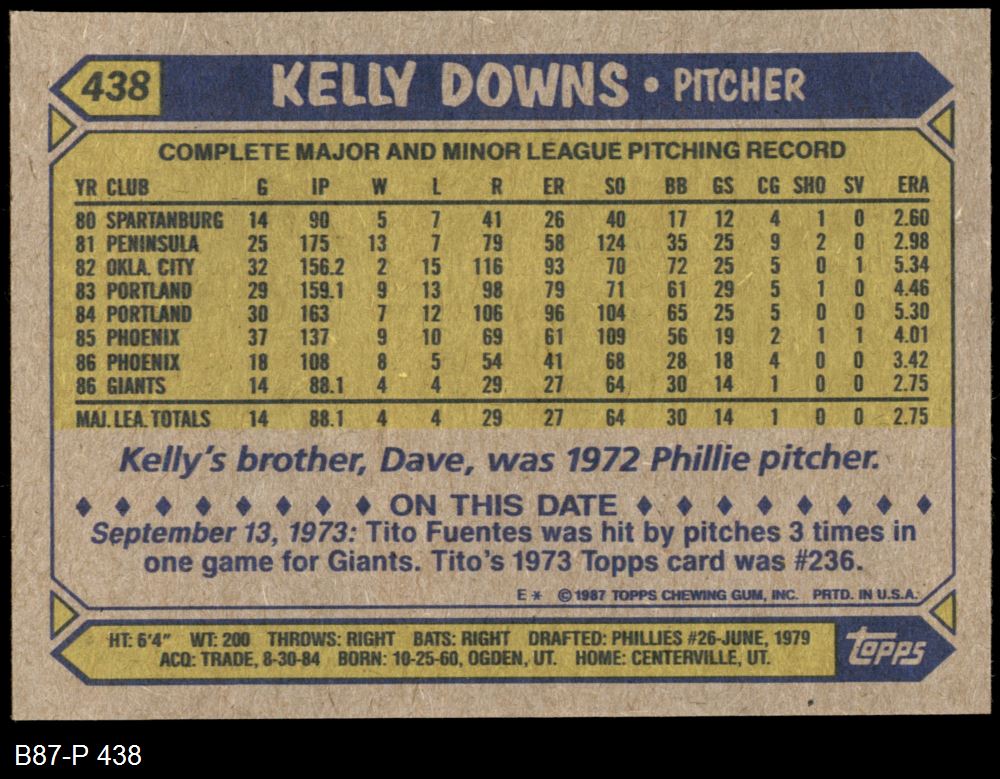 438 KELLY DOWNS • PITCHER
COMPLETE MAJOR AND MINOR LEAGUE PITCHING RECORD
YR CLUB G IP W L R ER SO BB GS CG SHO SV ERA
80 SPARTANBURG 14 90 5 7 41 26 40 17 12 4 1 0 2.60
81 PENINSULA 25 175 13 7 79 58 124 35 25 9 2 0 2.98
82 OKLA. CITY 32 156.2 2 15 116 93 70 72 25 5 0 1 5.34
83 PORTLAND 29 159.1 9 13 98 79 71 61 29 5 1 0 4.46
84 PORTLAND 30 163 7 12 106 96 104 65 25 5 0 0 5.30
85 PHOENIX 37 137 9 10 69 61 109 56 19 2 1 1 4.01
86 PHOENIX 18 108 8 5 54 41 68 28 18 4 0 0 3.42
86 GIANTS 14 88.1 4 4 29 27 64 30 14 1 0 0 2.75
MAJ. LEA. TOTALS 14 88.1 4 4 29 27 64 30 14 1 0 0 2.75
Kelly's brother, Dave, was 1972 Phillie pitcher.
♦ ♦ ♦ ♦ ♦ ♦ ♦ ♦ ON THIS DATE ♦ ♦ ♦ ♦ ♦ ♦ ♦ ♦
September 13, 1973: Tito Fuentes was hit by pitches 3 times in
one game for Giants. Tito's 1973 Topps card was #236.
E * © 1987 TOPPS CHEWING GUM, INC. PRTD. IN U.S.A.
HT: 6'4" WT: 200 THROWS: RIGHT BATS: RIGHT DRAFTED: PHILLIES #26-JUNE, 1979
ACQ: TRADE, 8-30-84 BORN: 10-25-60, OGDEN, UT. HOME: CENTERVILLE, UT.
topps
B87-P 438